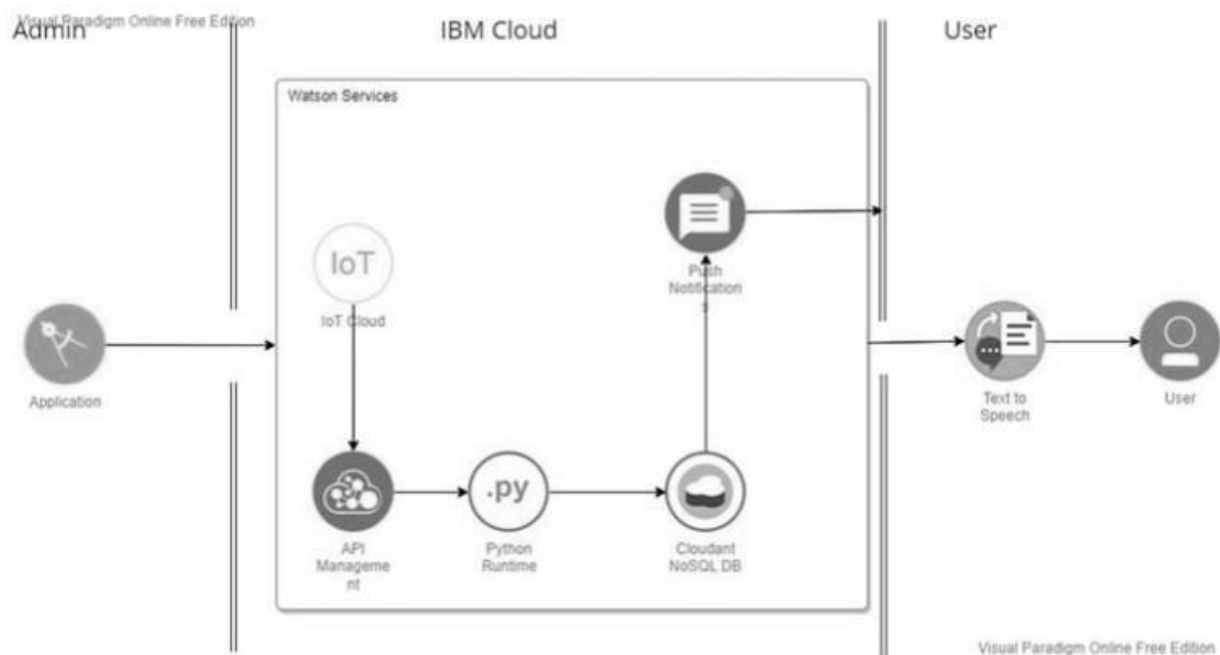 Visual Paradigm Online Free Edition
Admin
IBM Cloud
User
Watson Services
IoT
IoT Cloud
Push
Notification
s
Application
Text to
Speech
User
.py
API
Manageme
nt
Python
Runtime
Cloudant
NoSQL DB
Visual Paradigm Online Free Edition